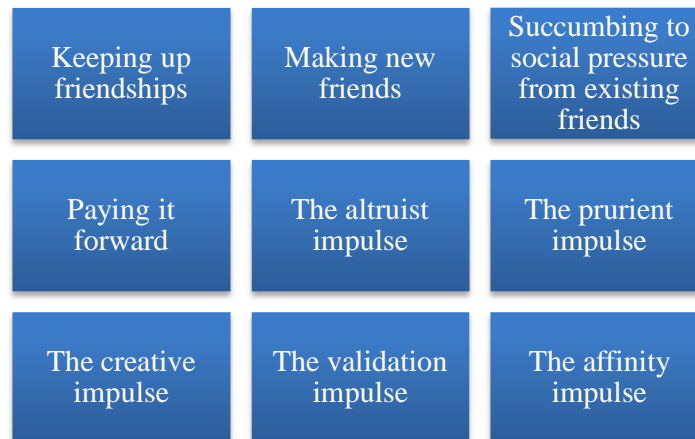 Keeping up
friendships
Making new
friends
Succumbing to
social pressure
from existing
friends
Paying it
forward
The altruist
impulse
The prurient
impulse
The creative
impulse
The validation
impulse
The affinity
impulse